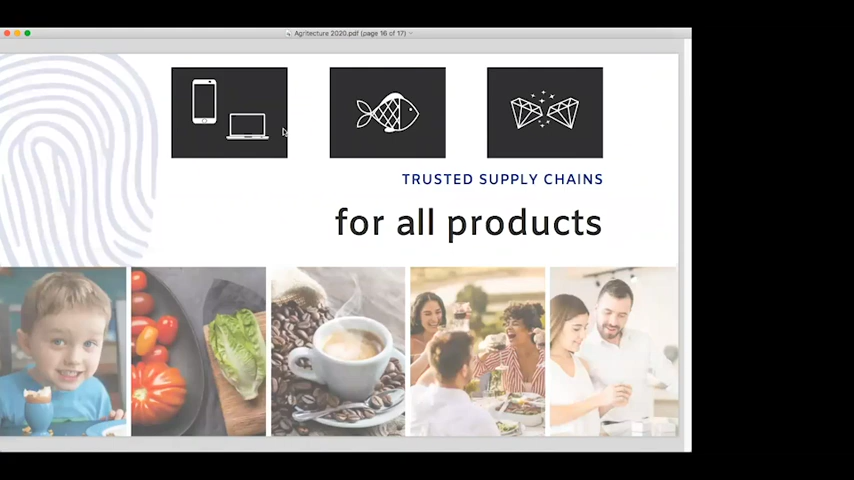 Agritecture 2020.pdf (page 16 of 17)
TRUSTED SUPPLY CHAINS
for all products